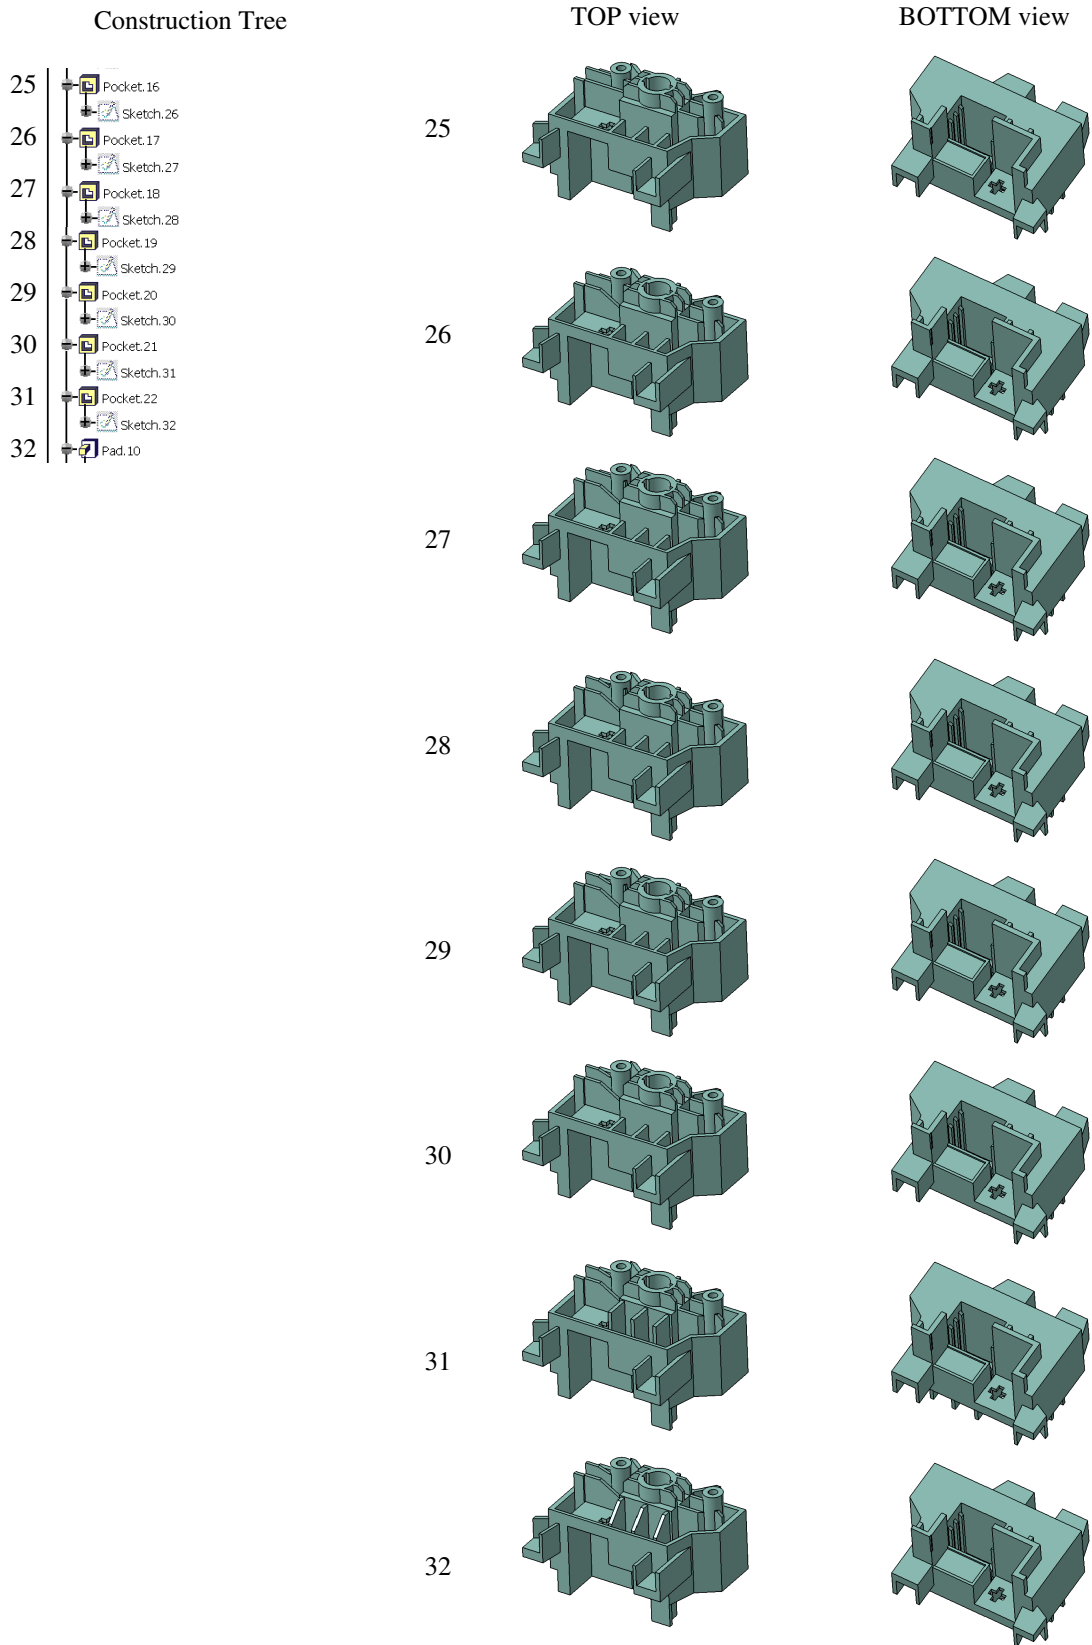 Construction Tree
TOP view
BOTTOM view
25 Pocket.16
Sketch.26
26 Pocket.17
Sketch.27
27 Pocket.18
Sketch.28
28 Pocket.19
Sketch.29
29 Pocket.20
Sketch.30
30 Pocket.21
Sketch.31
31 Pocket.22
Sketch.32
32 Pad.10
25
26
27
28
29
30
31
32